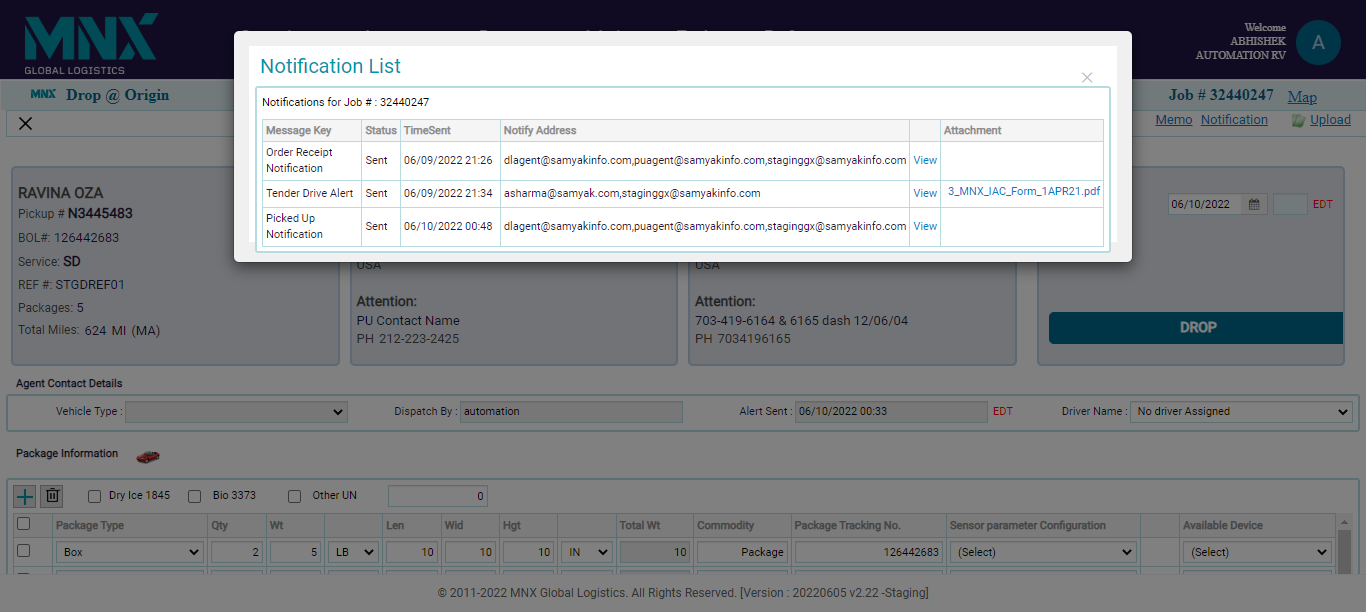 MNX
GLOBAL LOGISTICS
Welcome
ABHISHEK
AUTOMATION RV
A
MNX Drop @ Origin
Job # 32440247 Map
Memo Notification Upload
Notification List
Notifications for Job # : 32440247
Message Key Status TimeSent Notify Address Attachment
Order Receipt Notification Sent 06/09/2022 21:26 dlagent@samyakinfo.com,puagent@samyakinfo.com,staginggx@samyakinfo.com View
Tender Drive Alert Sent 06/09/2022 21:34 asharma@samyak.com,staginggx@samyakinfo.com View 3_MNX_IAC_Form_1APR21.pdf
Picked Up Notification Sent 06/10/2022 00:48 dlagent@samyakinfo.com,puagent@samyakinfo.com,staginggx@samyakinfo.com View
RAVINA OZA
Pickup # N3445483
BOL#: 126442683
Service: SD
REF #: STGDREF01
Packages: 5
Total Miles: 624 MI (MA)
USA
Attention:
PU Contact Name
PH 212-223-2425
USA
Attention:
703-419-6164 & 6165 dash 12/06/04
PH 7034196165
06/10/2022 EDT
DROP
Agent Contact Details
Vehicle Type : Dispatch By : automation Alert Sent : 06/10/2022 00:33 EDT Driver Name : No driver Assigned
Package Information
Dry Ice 1845 Bio 3373 Other UN 0
Package Type Qty Wt Len Wid Hgt Total Wt Commodity Package Tracking No. Sensor parameter Configuration Available Device
Box 2 5 LB 10 10 10 IN 10 Package 126442683 (Select) (Select)
© 2011-2022 MNX Global Logistics. All Rights Reserved. [Version : 20220605 v2.22 -Staging]